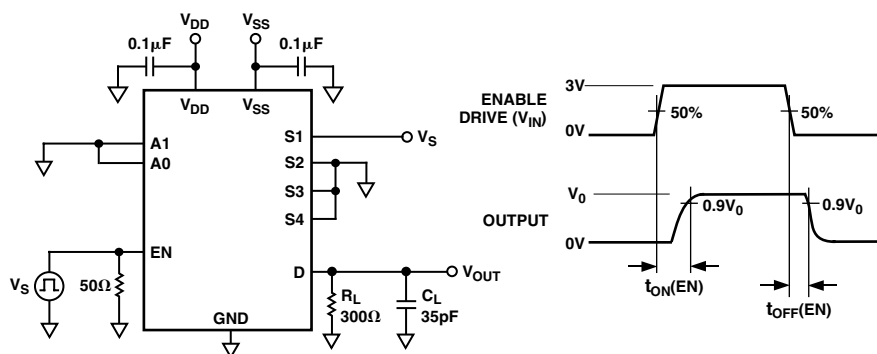 V_DD V_SS
0.1μF 0.1μF
V_DD V_SS
A1
A0
S1 V_S
S2
S3
S4
EN
V_S 50Ω
D V_OUT
R_L
300Ω
C_L
35pF
GND
3V
ENABLE
DRIVE (V_IN)
50% 50%
0V
V_0
0.9V_0 0.9V_0
OUTPUT
0V
t_ON(EN)
t_OFF(EN)